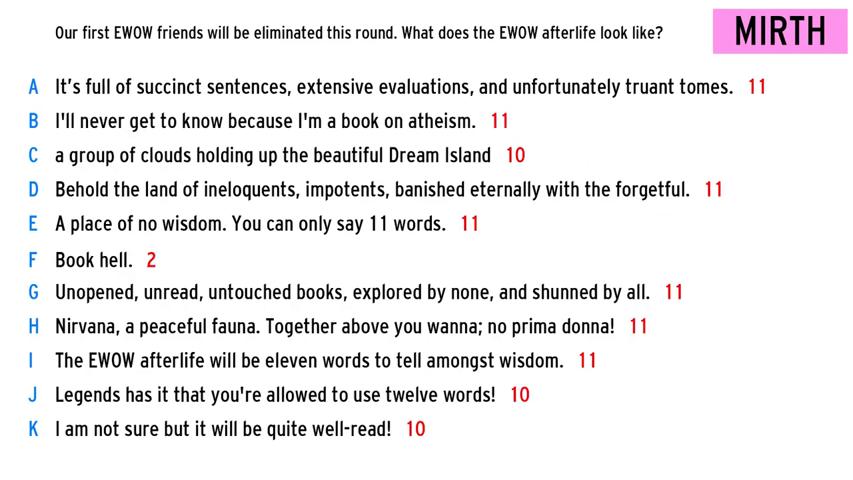 Our first EWOW friends will be eliminated this round. What does the EWOW afterlife look like?
MIRTH
A It's full of succinct sentences, extensive evaluations, and unfortunately truant tomes. 11
B I'll never get to know because I'm a book on atheism. 11
C a group of clouds holding up the beautiful Dream Island 10
D Behold the land of ineloquents, impotents, banished eternally with the forgetful. 11
E A place of no wisdom. You can only say 11 words. 11
F Book hell. 2
G Unopened, unread, untouched books, explored by none, and shunned by all. 11
H Nirvana, a peaceful fauna. Together above you wanna; no prima donna! 11
I The EWOW afterlife will be eleven words to tell amongst wisdom. 11
J Legends has it that you're allowed to use twelve words! 10
K I am not sure but it will be quite well-read! 10